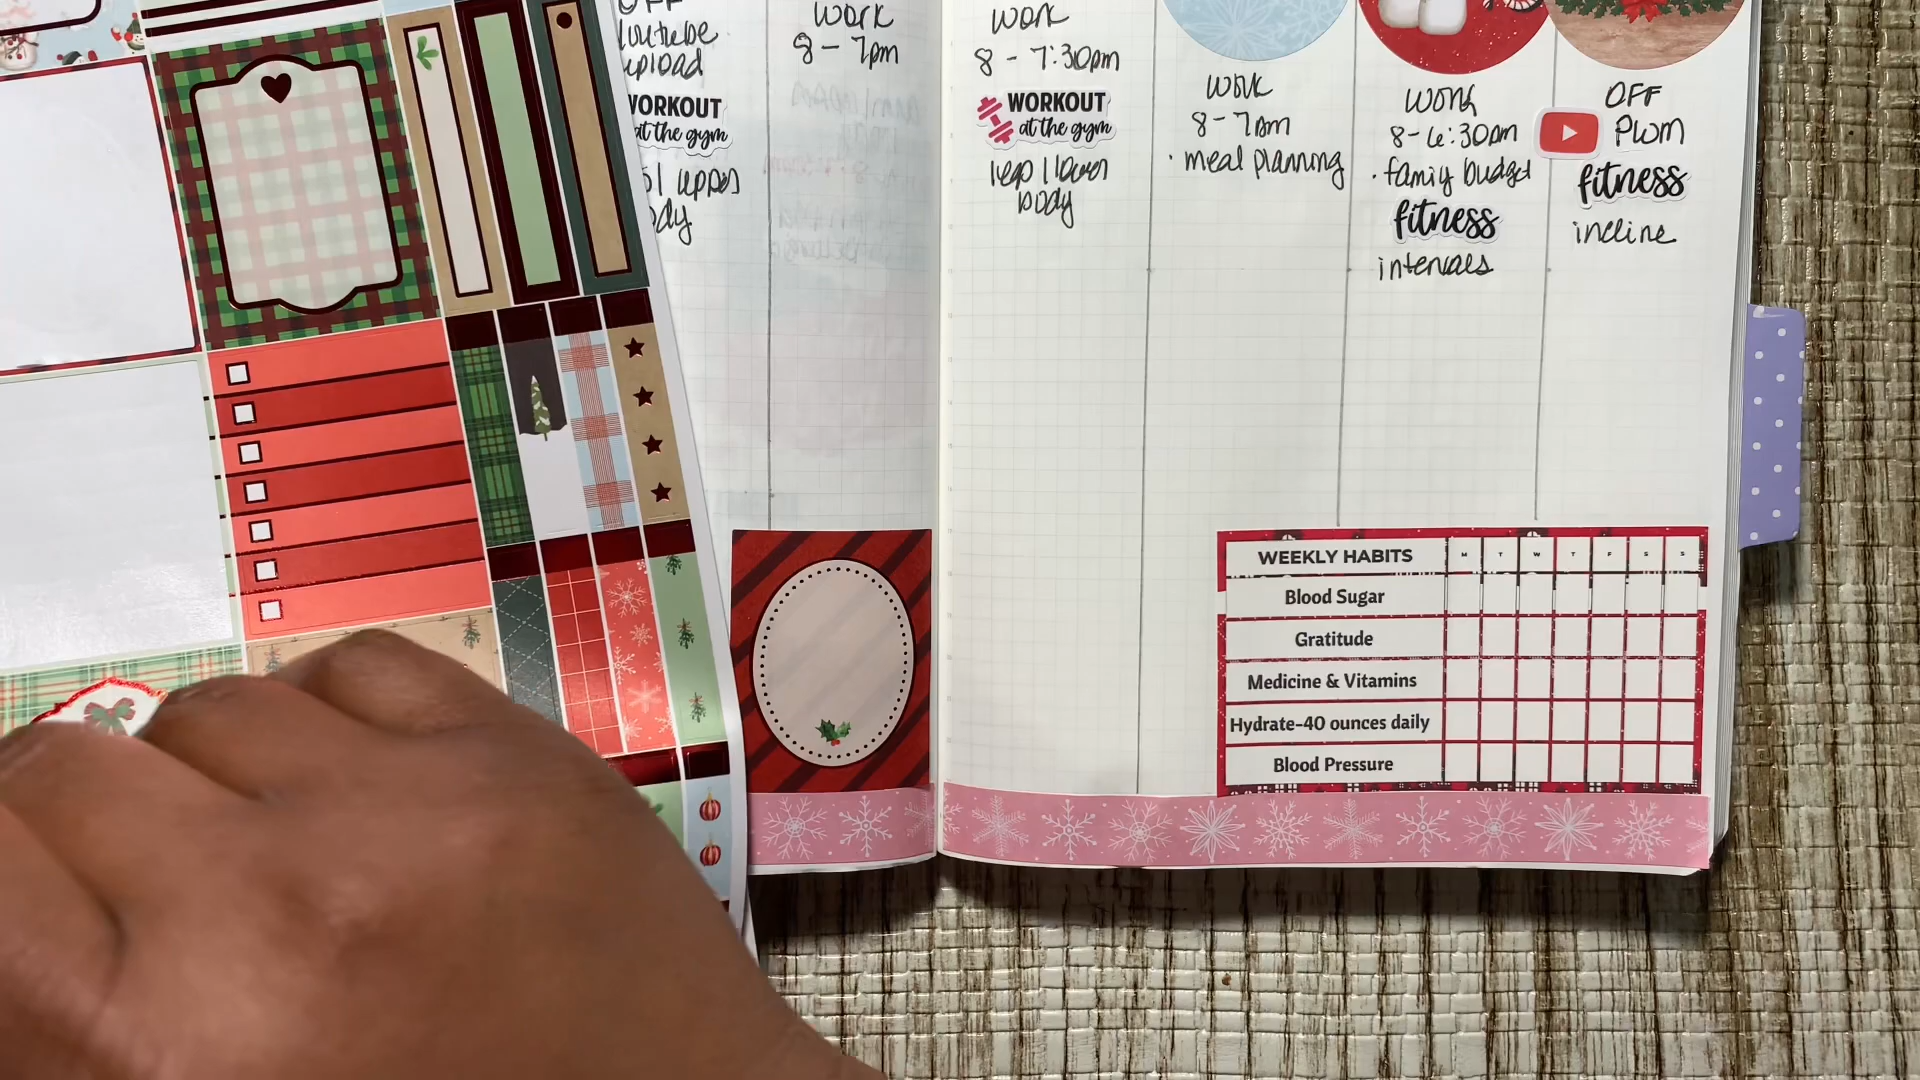 OFF
Youtube
upload
WORKOUT
at the gym
upper
WORK
8 - 7pm
WORK
8 - 7:30pm
WORKOUT
at the gym
leg | lower
body
WORK
8 - 7pm
· meal planning
WORK
8 - 6:30pm
· family budget
fitness
intervals
OFF
PWM
fitness
incline
WEEKLY HABITS M T W T F S S
Blood Sugar
Gratitude
Medicine & Vitamins
Hydrate-40 ounces daily
Blood Pressure